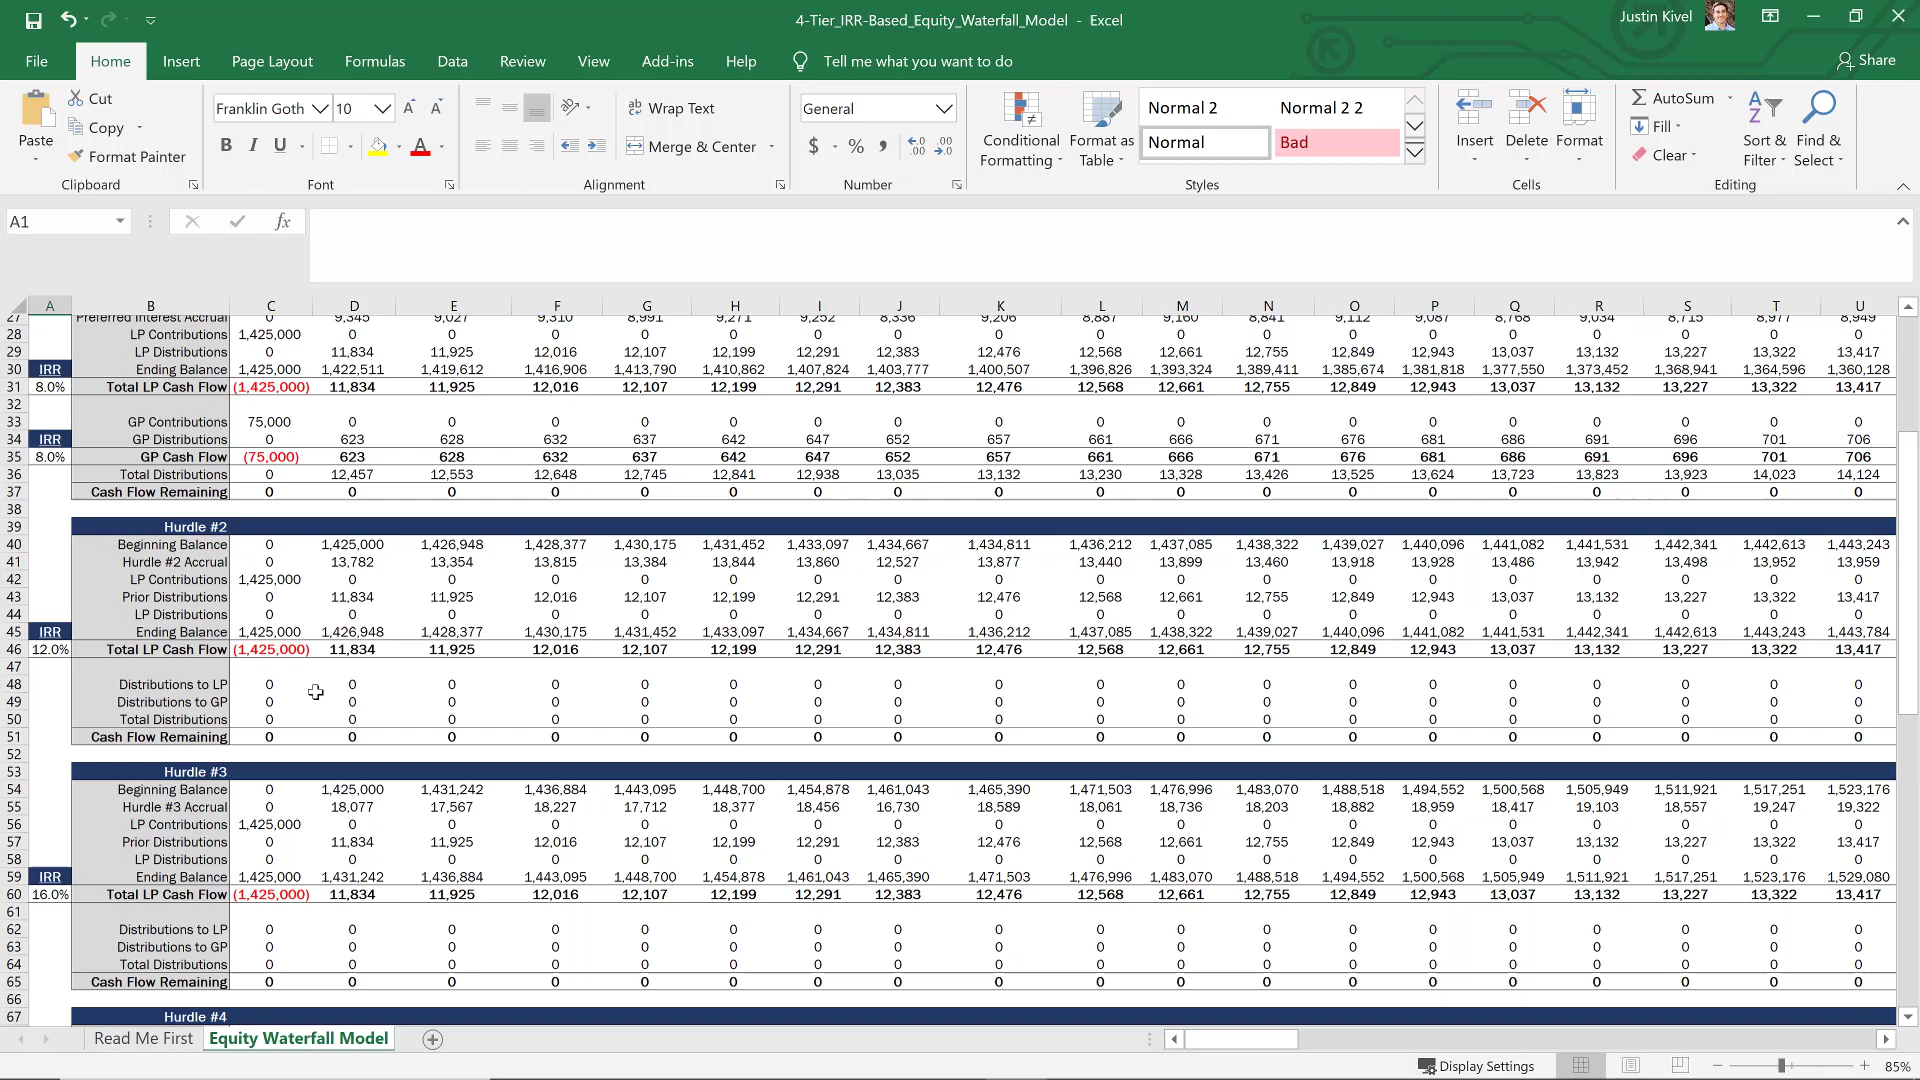 4-Tier_IRR-Based_Equity_Waterfall_Model - Excel
Justin Kivel
File Home Insert Page Layout Formulas Data Review View Add-ins Help Tell me what you want to do Share
Paste Cut Copy Format Painter
Franklin Goth 10 B I U A
Wrap Text Merge & Center
General $ % ,
Conditional Formatting Format as Table
Normal 2 Normal 2 2 Normal Bad
Insert Delete Format
AutoSum Fill Clear Sort & Filter Find & Select
Clipboard Font Alignment Number Styles Cells Editing
A1 fx
A B C D E F G H I J K L M N O P Q R S T U
27 Preferred Interest Accrual 0 9,345 9,027 9,310 8,991 9,271 9,252 8,336 9,206 8,887 9,160 8,841 9,112 9,087 8,768 9,034 8,715 8,977 8,949
28 LP Contributions 1,425,000 0 0 0 0 0 0 0 0 0 0 0 0 0 0 0 0 0 0
29 LP Distributions 0 11,834 11,925 12,016 12,107 12,199 12,291 12,383 12,476 12,568 12,661 12,755 12,849 12,943 13,037 13,132 13,227 13,322 13,417
30 IRR Ending Balance 1,425,000 1,422,511 1,419,612 1,416,906 1,413,790 1,410,862 1,407,824 1,403,777 1,400,507 1,396,826 1,393,324 1,389,411 1,385,674 1,381,818 1,377,550 1,373,452 1,368,941 1,364,596 1,360,128
31 8.0% Total LP Cash Flow (1,425,000) 11,834 11,925 12,016 12,107 12,199 12,291 12,383 12,476 12,568 12,661 12,755 12,849 12,943 13,037 13,132 13,227 13,322 13,417
32
33 GP Contributions 75,000 0 0 0 0 0 0 0 0 0 0 0 0 0 0 0 0 0 0
34 IRR GP Distributions 0 623 628 632 637 642 647 652 657 661 666 671 676 681 686 691 696 701 706
35 8.0% GP Cash Flow (75,000) 623 628 632 637 642 647 652 657 661 666 671 676 681 686 691 696 701 706
36 Total Distributions 0 12,457 12,553 12,648 12,745 12,841 12,938 13,035 13,132 13,230 13,328 13,426 13,525 13,624 13,723 13,823 13,923 14,023 14,124
37 Cash Flow Remaining 0 0 0 0 0 0 0 0 0 0 0 0 0 0 0 0 0 0 0
38
39 Hurdle #2
40 Beginning Balance 0 1,425,000 1,426,948 1,428,377 1,430,175 1,431,452 1,433,097 1,434,667 1,434,811 1,436,212 1,437,085 1,438,322 1,439,027 1,440,096 1,441,082 1,441,531 1,442,341 1,442,613 1,443,243
41 Hurdle #2 Accrual 0 13,782 13,354 13,815 13,384 13,844 13,860 12,527 13,877 13,440 13,899 13,460 13,918 13,928 13,486 13,942 13,498 13,952 13,959
42 LP Contributions 1,425,000 0 0 0 0 0 0 0 0 0 0 0 0 0 0 0 0 0 0
43 Prior Distributions 0 11,834 11,925 12,016 12,107 12,199 12,291 12,383 12,476 12,568 12,661 12,755 12,849 12,943 13,037 13,132 13,227 13,322 13,417
44 LP Distributions 0 0 0 0 0 0 0 0 0 0 0 0 0 0 0 0 0 0 0
45 IRR Ending Balance 1,425,000 1,426,948 1,428,377 1,430,175 1,431,452 1,433,097 1,434,667 1,434,811 1,436,212 1,437,085 1,438,322 1,439,027 1,440,096 1,441,082 1,441,531 1,442,341 1,442,613 1,443,243 1,443,784
46 12.0% Total LP Cash Flow (1,425,000) 11,834 11,925 12,016 12,107 12,199 12,291 12,383 12,476 12,568 12,661 12,755 12,849 12,943 13,037 13,132 13,227 13,322 13,417
47
48 Distributions to LP 0 0 0 0 0 0 0 0 0 0 0 0 0 0 0 0 0 0 0
49 Distributions to GP 0 0 0 0 0 0 0 0 0 0 0 0 0 0 0 0 0 0 0
50 Total Distributions 0 0 0 0 0 0 0 0 0 0 0 0 0 0 0 0 0 0 0
51 Cash Flow Remaining 0 0 0 0 0 0 0 0 0 0 0 0 0 0 0 0 0 0 0
52
53 Hurdle #3
54 Beginning Balance 0 1,425,000 1,431,242 1,436,884 1,443,095 1,448,700 1,454,878 1,461,043 1,465,390 1,471,503 1,476,996 1,483,070 1,488,518 1,494,552 1,500,568 1,505,949 1,511,921 1,517,251 1,523,176
55 Hurdle #3 Accrual 0 18,077 17,567 18,227 17,712 18,377 18,456 16,730 18,589 18,061 18,736 18,203 18,882 18,959 18,417 19,103 18,557 19,247 19,322
56 LP Contributions 1,425,000 0 0 0 0 0 0 0 0 0 0 0 0 0 0 0 0 0 0
57 Prior Distributions 0 11,834 11,925 12,016 12,107 12,199 12,291 12,383 12,476 12,568 12,661 12,755 12,849 12,943 13,037 13,132 13,227 13,322 13,417
58 LP Distributions 0 0 0 0 0 0 0 0 0 0 0 0 0 0 0 0 0 0 0
59 IRR Ending Balance 1,425,000 1,431,242 1,436,884 1,443,095 1,448,700 1,454,878 1,461,043 1,465,390 1,471,503 1,476,996 1,483,070 1,488,518 1,494,552 1,500,568 1,505,949 1,511,921 1,517,251 1,523,176 1,529,080
60 16.0% Total LP Cash Flow (1,425,000) 11,834 11,925 12,016 12,107 12,199 12,291 12,383 12,476 12,568 12,661 12,755 12,849 12,943 13,037 13,132 13,227 13,322 13,417
61
62 Distributions to LP 0 0 0 0 0 0 0 0 0 0 0 0 0 0 0 0 0 0 0
63 Distributions to GP 0 0 0 0 0 0 0 0 0 0 0 0 0 0 0 0 0 0 0
64 Total Distributions 0 0 0 0 0 0 0 0 0 0 0 0 0 0 0 0 0 0 0
65 Cash Flow Remaining 0 0 0 0 0 0 0 0 0 0 0 0 0 0 0 0 0 0 0
66
67 Hurdle #4
Read Me First Equity Waterfall Model
Display Settings 85%